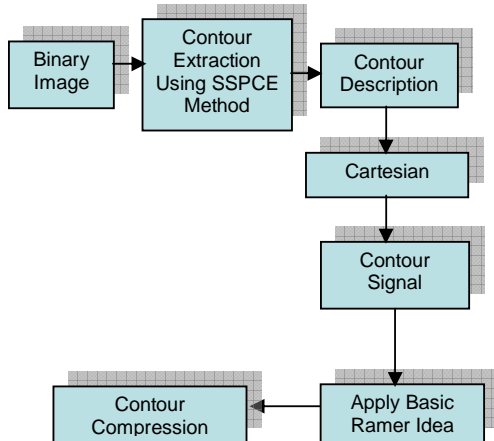 Binary
Image
Contour
Extraction
Using SSPCE
Method
Contour
Description
Cartesian
Contour
Signal
Apply Basic
Ramer Idea
Contour
Compression